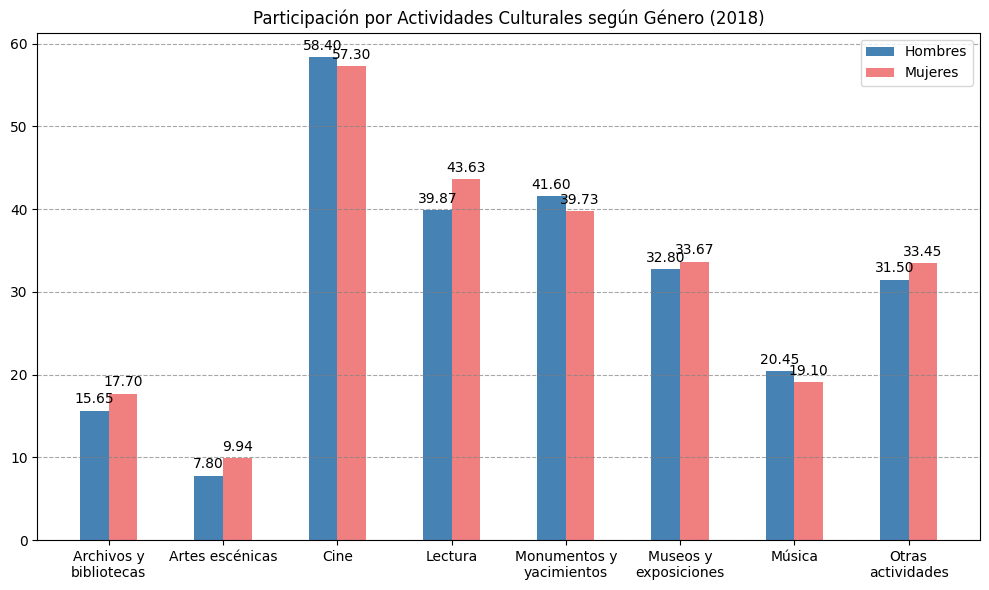 Participación por Actividades Culturales según Género (2018)
Hombres
Mujeres
60
50
40
30
20
10
0
15.65
17.70
7.80
9.94
58.40
57.30
39.87
43.63
41.60
39.73
32.80
33.67
20.45
19.10
31.50
33.45
Archivos y
bibliotecas
Artes escénicas
Cine
Lectura
Monumentos y
yacimientos
Museos y
exposiciones
Música
Otras
actividades